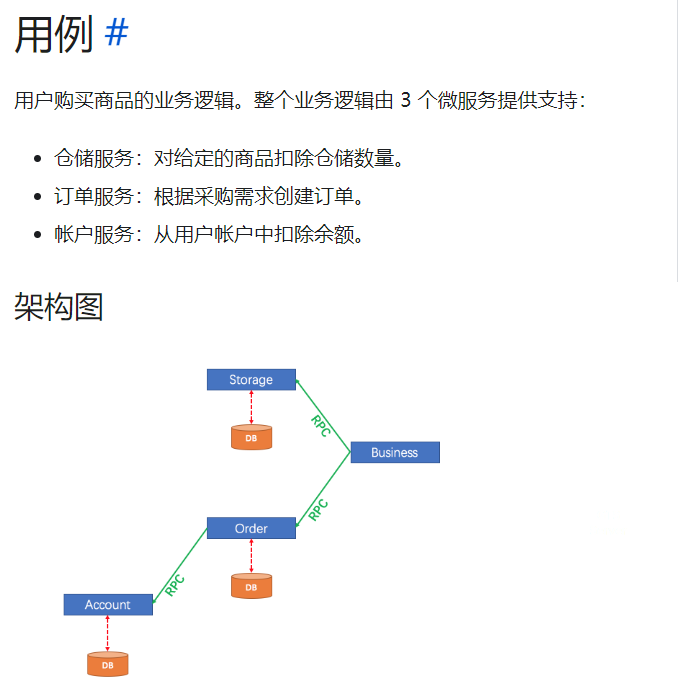 用例 #
用户购买商品的业务逻辑。整个业务逻辑由 3 个微服务提供支持：
仓储服务：对给定的商品扣除仓储数量。
订单服务：根据采购需求创建订单。
帐户服务：从用户帐户中扣除余额。
架构图
Storage
DB
RPC
Business
RPC
Order
DB
RPC
Account
DB